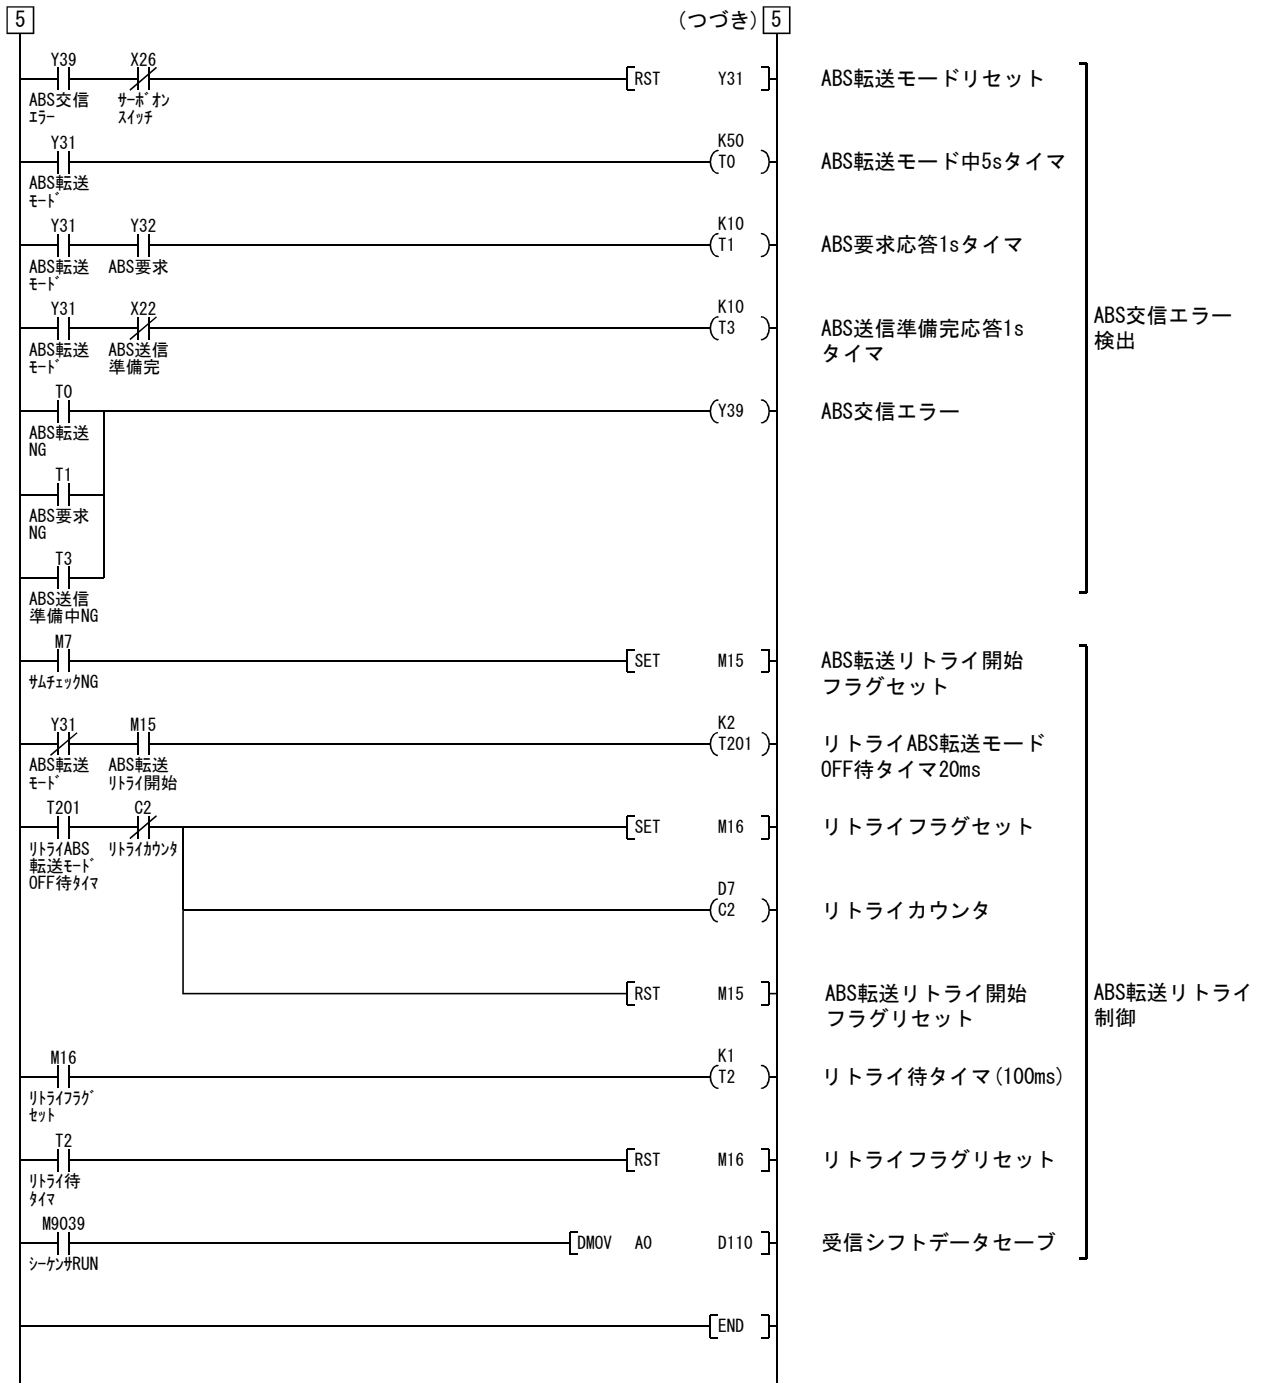 5 (つづき) 5
Y39 X26
[RST Y31] ABS転送モードリセット
ABS交信 サーボオン
エラー スイッチ
Y31 K50
(T0) ABS転送モード中5sタイマ
ABS転送
モード
Y31 Y32 K10
(T1) ABS要求応答1sタイマ
ABS転送 ABS要求
モード
Y31 X22 K10
(T3) ABS送信準備完応答1s
タイマ
ABS転送 ABS送信
モード 準備完
ABS交信エラー
検出
T0
(Y39) ABS交信エラー
ABS転送
NG
T1
ABS要求
NG
T3
ABS送信
準備中NG
M7
[SET M15] ABS転送リトライ開始
フラグセット
サムチェックNG
Y31 M15 K2
(T201) リトライABS転送モード
OFF待タイマ20ms
ABS転送 ABS転送
モード リトライ開始
T201 C2
[SET M16] リトライフラグセット
リトライABS リトライカウンタ
転送モード
OFF待タイマ
D7
(C2) リトライカウンタ
[RST M15] ABS転送リトライ開始
フラグリセット
ABS転送リトライ
制御
M16 K1
(T2) リトライ待タイマ(100ms)
リトライフラグ
セット
T2
[RST M16] リトライフラグリセット
リトライ待
タイマ
M9039
[DMOV A0 D110] 受信シフトデータセーブ
シーケンサRUN
[END]